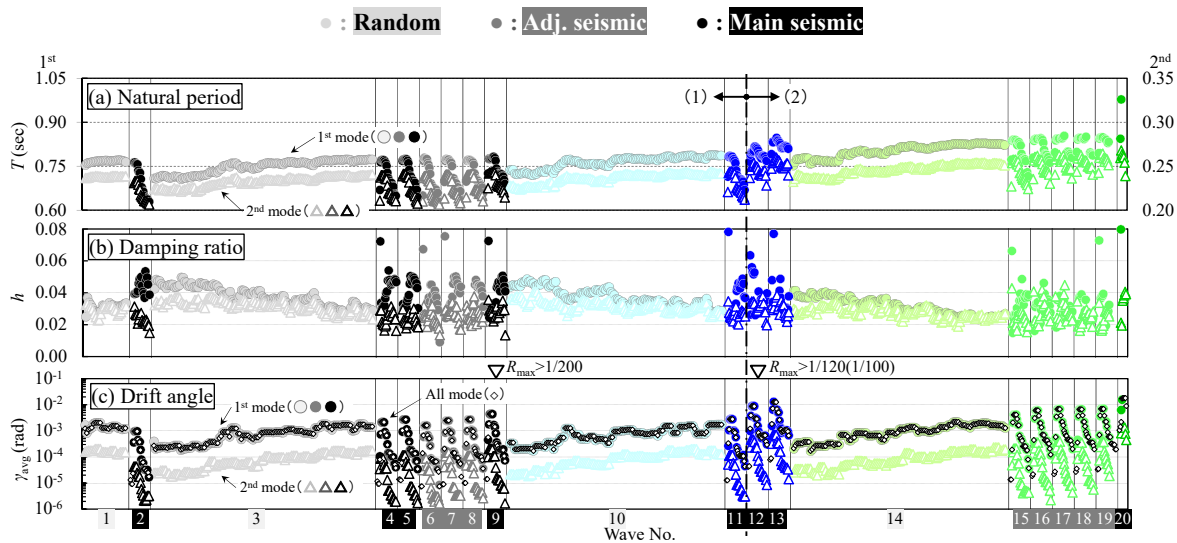 : Random : Adj. seismic : Main seismic
1st 2nd
(a) Natural period
T (sec)
1.05 0.90 0.75 0.60
0.35 0.30 0.25 0.20
1st mode ( )
2nd mode (△△△)
(1) (2)
(b) Damping ratio
h
0.08 0.06 0.04 0.02 0.00
Rmax>1/200
Rmax>1/120(1/100)
(c) Drift angle
γavg (rad)
10-1 10-2 10-3 10-4 10-5 10-6
1st mode ( )
All mode (◇)
2nd mode (△△△)
1 2 3 4 5 6 7 8 9 10 11 12 13 14 15 16 17 18 19 20
Wave No.